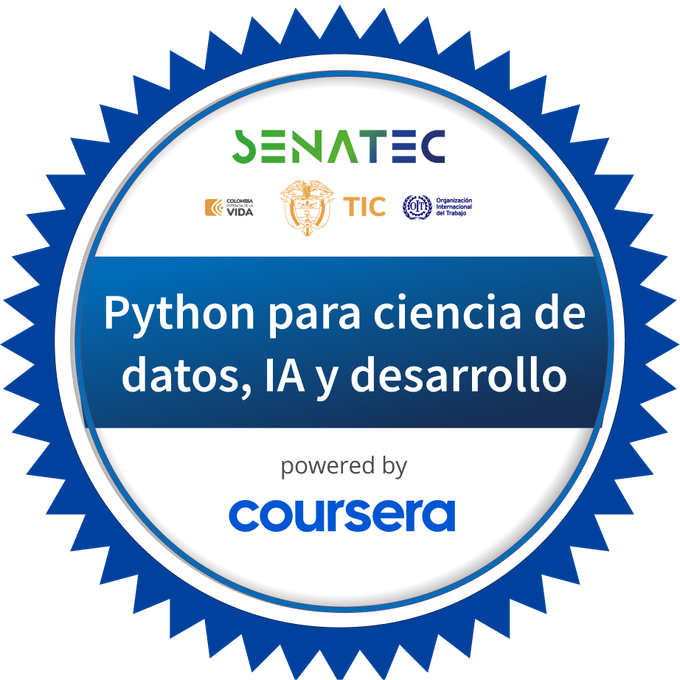 SENATEC
COLOMBIA
POTENCIA DE LA
VIDA
TIC
OIT
Organización
Internacional
del Trabajo
Python para ciencia de
datos, IA y desarrollo
powered by
coursera